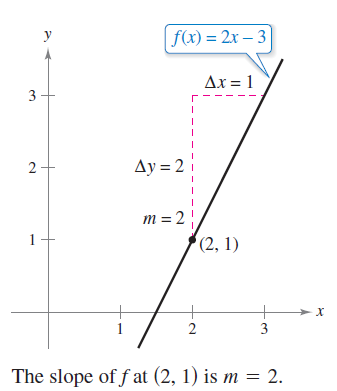 y
f(x) = 2x – 3
Δx = 1
3
2
Δy = 2
m = 2
1
(2, 1)
x
1 2 3
The slope of f at (2, 1) is m = 2.